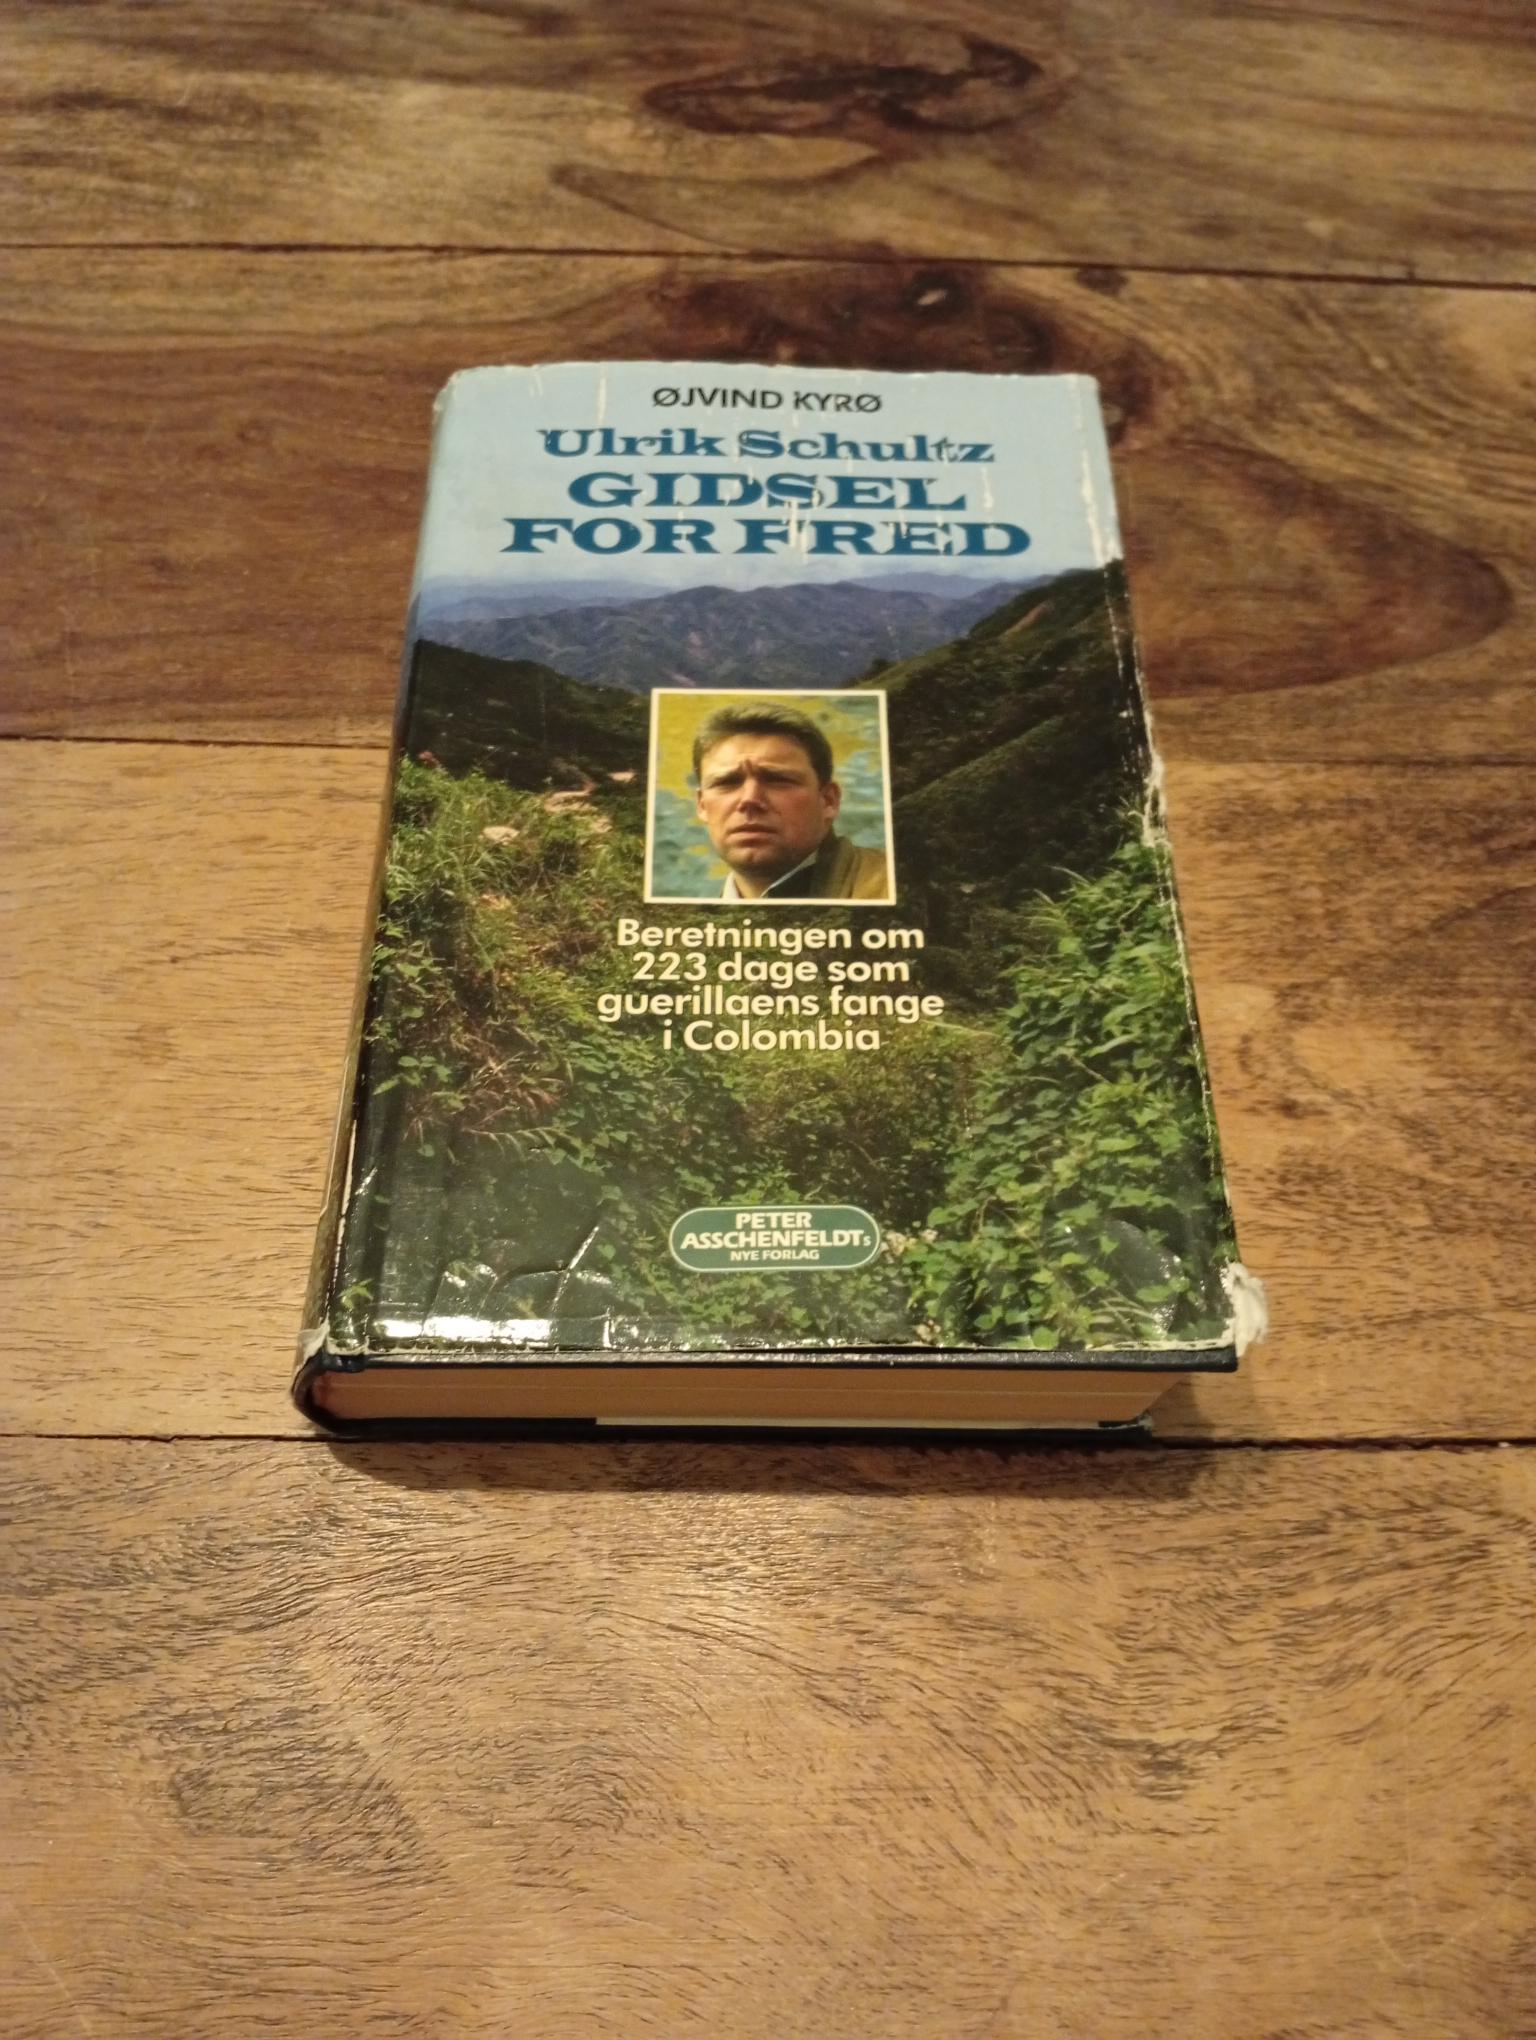 ØJVIND KYRØ
Ulrik Schultz
GIDSEL
FOR FRED
Beretningen om
223 dage som
guerillaens fange
i Colombia
PETER
ASSCHENFELDTs
NYE FORLAG